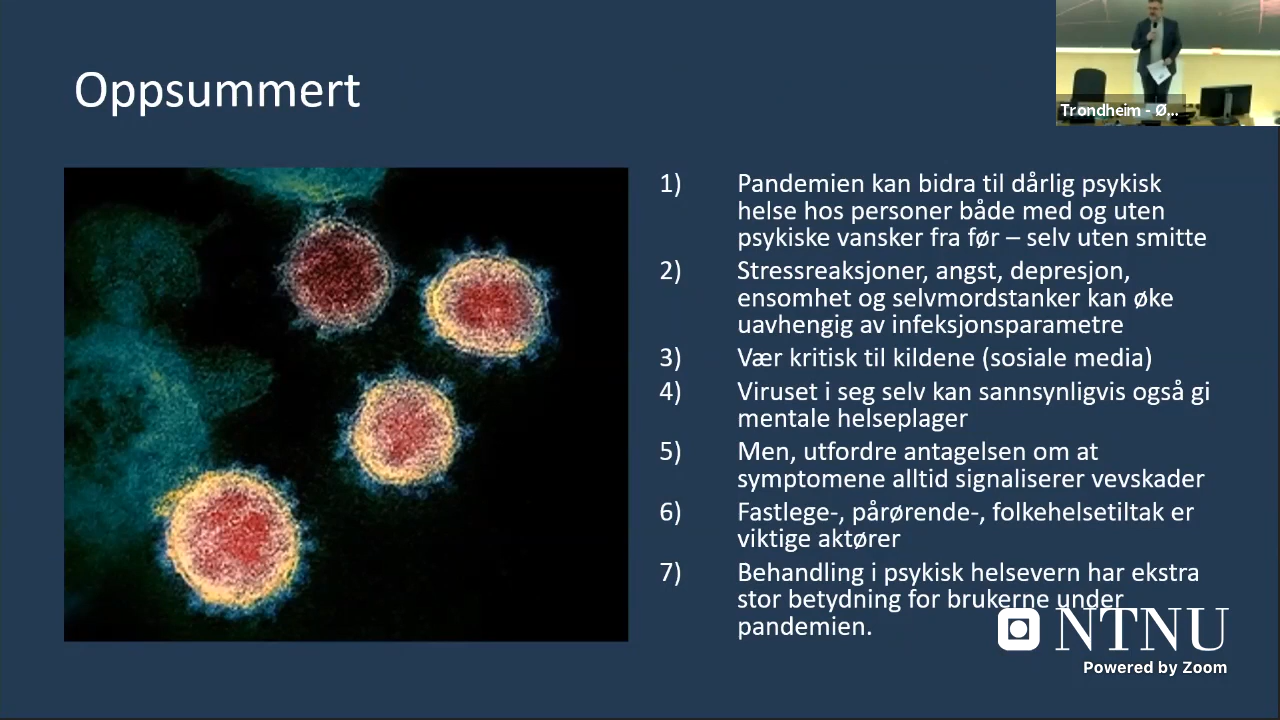 Oppsummert
Trondheim - Ø...
1) Pandemien kan bidra til dårlig psykisk
helse hos personer både med og uten
psykiske vansker fra før – selv uten smitte
2) Stressreaksjoner, angst, depresjon,
ensomhet og selvmordstanker kan øke
uavhengig av infeksjonsparametre
3) Vær kritisk til kildene (sosiale media)
4) Viruset i seg selv kan sannsynligvis også gi
mentale helseplager
5) Men, utfordre antagelsen om at
symptomene alltid signaliserer vevskader
6) Fastlege-, pårørende-, folkehelsetiltak er
viktige aktører
7) Behandling i psykisk helsevern har ekstra
stor betydning for brukerne under
pandemien.
NTNU
Powered by Zoom